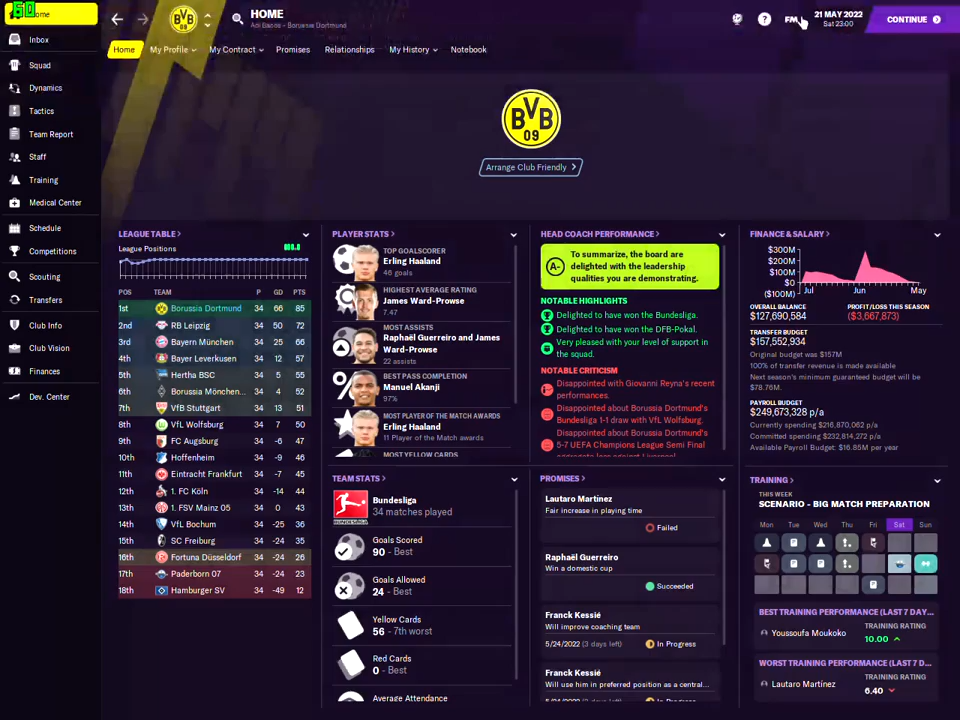 60
Home
HOME
Borussia Dortmund
FM
21 MAY 2022
Sat 23:00
CONTINUE
Inbox
Squad
Dynamics
Tactics
Team Report
Staff
Training
Medical Center
Schedule
Competitions
Scouting
Transfers
Club Info
Club Vision
Finances
Dev. Center
Home
My Profile
My Contract
Promises
Relationships
My History
Notebook
BVB
09
Arrange Club Friendly
LEAGUE TABLE
League Positions
POS TEAM P GD PTS
1st Borussia Dortmund 34 66 85
2nd RB Leipzig 34 50 72
3rd Bayern München 34 25 66
4th Bayer Leverkusen 34 12 57
5th Hertha BSC 34 5 55
6th Borussia Mönchen... 34 4 52
7th VfB Stuttgart 34 13 51
8th VfL Wolfsburg 34 7 50
9th FC Augsburg 34 -6 47
10th Hoffenheim 34 -9 46
11th Eintracht Frankfurt 34 -7 45
12th 1. FC Köln 34 -14 44
13th 1. FSV Mainz 05 34 0 43
14th VfL Bochum 34 -25 36
15th SC Freiburg 34 -24 35
16th Fortuna Düsseldorf 34 -24 26
17th Paderborn 07 34 -24 23
18th Hamburger SV 34 -49 12
PLAYER STATS
TOP GOALSCORER
Erling Haaland
46 goals
HIGHEST AVERAGE RATING
James Ward-Prowse
7.47
MOST ASSISTS
Raphaël Guerreiro and James
Ward-Prowse
22 assists
BEST PASS COMPLETION
Manuel Akanji
97%
MOST PLAYER OF THE MATCH AWARDS
Erling Haaland
11 Player of the Match awards
MOST YELLOW CARDS
TEAM STATS
BUNDESLIGA
Bundesliga
34 matches played
Goals Scored
90 - Best
Goals Allowed
24 - Best
Yellow Cards
56 - 7th worst
Red Cards
0 - Best
Average Attendance
HEAD COACH PERFORMANCE
A-
To summarize, the board are
delighted with the leadership
qualities you are demonstrating.
NOTABLE HIGHLIGHTS
Delighted to have won the Bundesliga.
Delighted to have won the DFB-Pokal.
Very pleased with your level of support in
the squad.
NOTABLE CRITICISM
Disappointed with Giovanni Reyna's recent
performances.
Disappointed about Borussia Dortmund's
Bundesliga 1-1 draw with VfL Wolfsburg.
Disappointed about Borussia Dortmund's
5-7 UEFA Champions League Semi Final
aggregate loss against Liverpool.
PROMISES
Lautaro Martínez
Fair increase in playing time
Failed
Raphaël Guerreiro
Win a domestic cup
Succeeded
Franck Kessié
Will improve coaching team
5/24/2022 (3 days left) In Progress
Franck Kessié
Will use him in preferred position as a central...
5/24/2022 (3 days left) In Progress
FINANCE & SALARY
$300M
$200M
$100M
$0
($100M)
Jul Jun May
OVERALL BALANCE PROFIT/LOSS THIS SEASON
$127,690,584 ($3,667,873)
TRANSFER BUDGET
$157,552,934
Original budget was $157M
100% of transfer revenue is made available
Next season's minimum guaranteed budget will be
$78.76M.
PAYROLL BUDGET
$249,673,328 p/a
Currently spending $216,870,062 p/a
Committed spending $232,814,272 p/a
Available Payroll Budget: $16.85M per year
TRAINING
THIS WEEK
SCENARIO - BIG MATCH PREPARATION
Mon Tue Wed Thu Fri Sat Sun
BEST TRAINING PERFORMANCE (LAST 7 DAY...
Youssoufa Moukoko
TRAINING RATING
10.00
WORST TRAINING PERFORMANCE (LAST 7 D...
Lautaro Martínez
TRAINING RATING
6.40